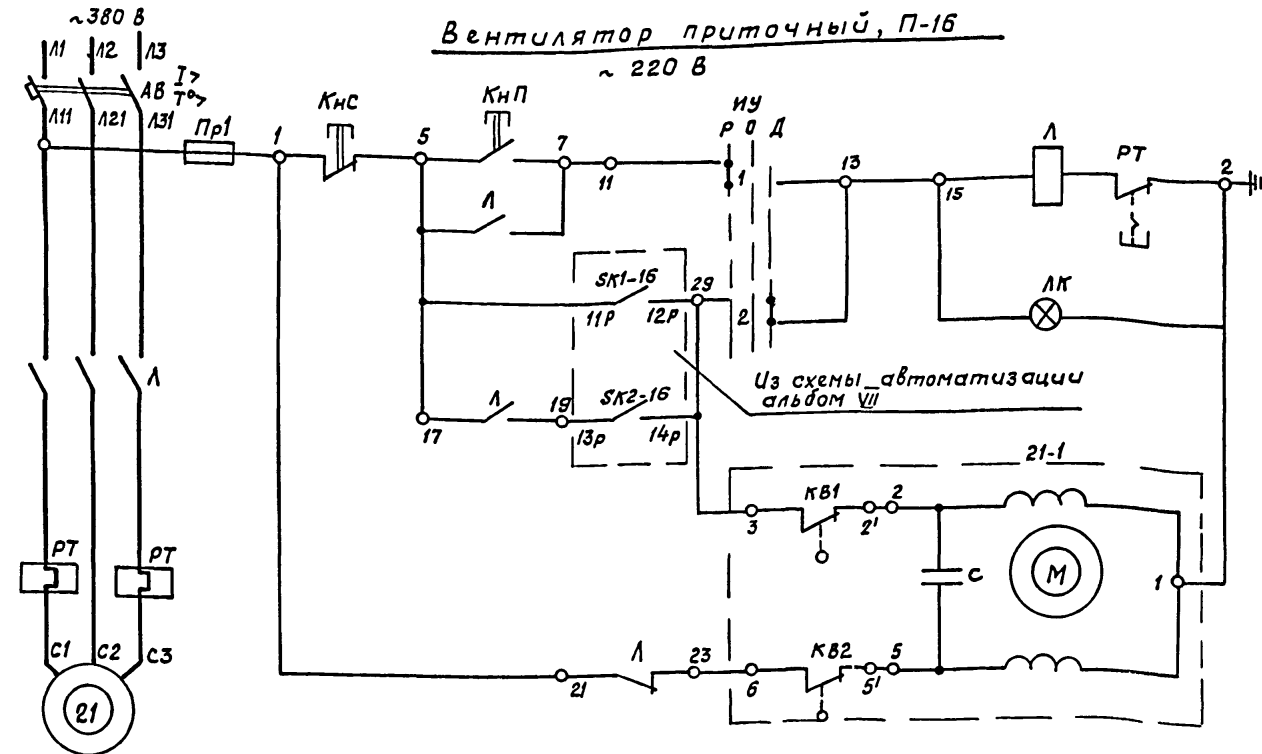 ~380 В
Вентилятор приточный, П-16
~ 220 В
Л1 Л2 Л3
АВ I> T°>
Л11 Л21 Л31
Пр1
1
КнС
5
КнП
7
11
ИУ
Р О Д
1
13
15
Л
РТ
2
Л
SK1-16
11р 12р
29
2
ЛК
Из схемы автоматизации
альбом VII
Л
17
Л
19
SK2-16
13р 14р
21-1
3
КВ1
2' 2
С
М
1
РТ РТ
С1 С2 С3
21
21
Л
23
6
КВ2
5' 5